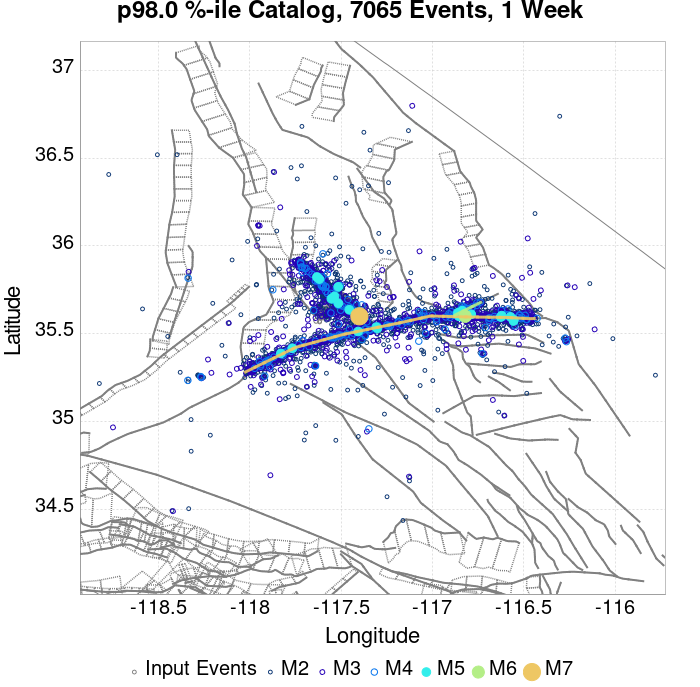 p98.0 %-ile Catalog, 7065 Events, 1 Week
37
36.5
36
35.5
35
34.5
Latitude
-118.5 -118 -117.5 -117 -116.5 -116
Longitude
Input Events M2 M3 M4 M5 M6 M7